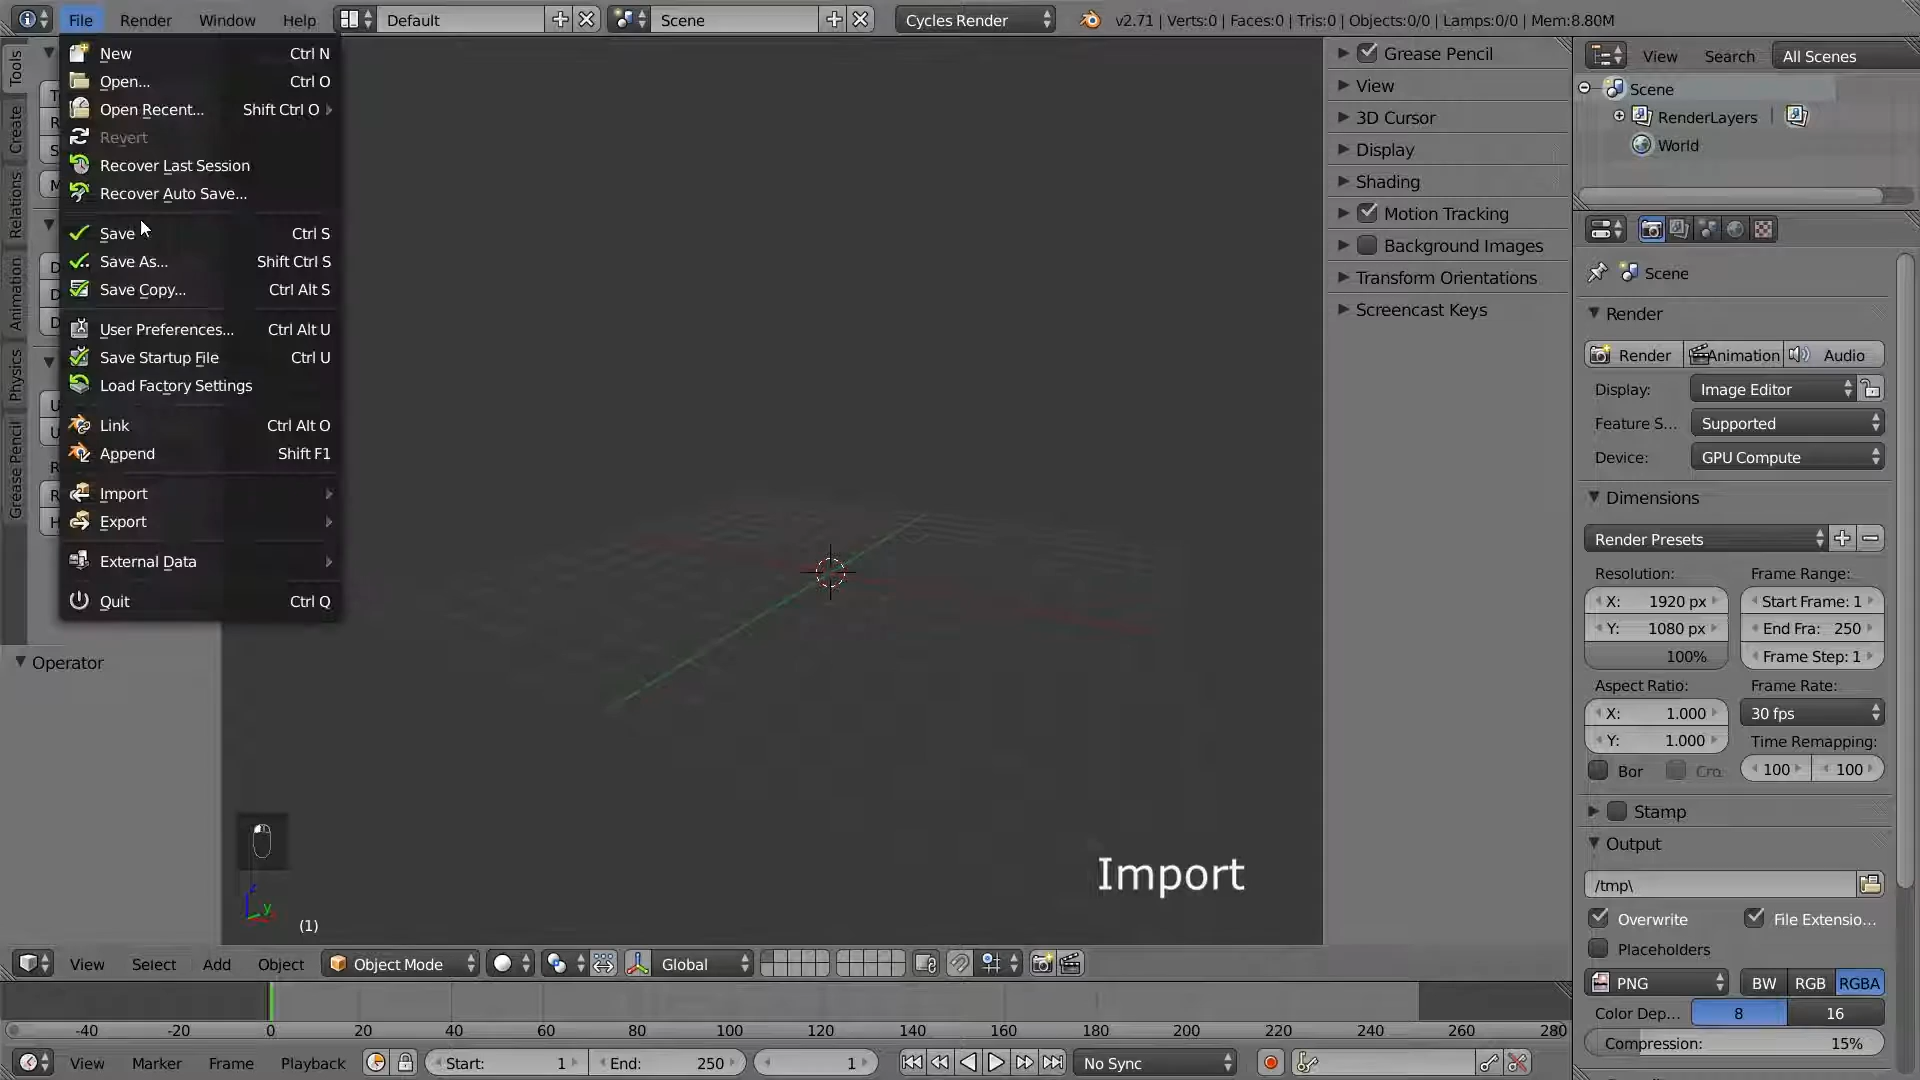 File Render Window Help Default Scene Cycles Render v2.71 | Verts:0 | Faces:0 | Tris:0 | Objects:0/0 | Lamps:0/0 | Mem:8.80M
New Ctrl N
Open... Ctrl O
Open Recent... Shift Ctrl O
Revert
Recover Last Session
Recover Auto Save...
Save Ctrl S
Save As... Shift Ctrl S
Save Copy... Ctrl Alt S
User Preferences... Ctrl Alt U
Save Startup File Ctrl U
Load Factory Settings
Link Ctrl Alt O
Append Shift F1
Import
Export
External Data
Quit Ctrl Q
Tools
Create
Relations
Animation
Physics
Grease Pencil
Operator
Grease Pencil
View
3D Cursor
Display
Shading
Motion Tracking
Background Images
Transform Orientations
Screencast Keys
View Search All Scenes
Scene
RenderLayers |
World
Scene
Render
Render Animation Audio
Display: Image Editor
Feature S... Supported
Device: GPU Compute
Dimensions
Render Presets
Resolution: Frame Range:
X: 1920 px Start Frame: 1
Y: 1080 px End Fra: 250
100% Frame Step: 1
Aspect Ratio: Frame Rate:
X: 1.000 30 fps
Y: 1.000 Time Remapping:
Bor Cro 100 100
Stamp
Output
/tmp\
Overwrite File Extensio...
Placeholders
PNG BW RGB RGBA
Color Dep... 8 16
Compression: 15%
Import
z
y
(1)
View Select Add Object Object Mode Global
-40 -20 0 20 40 60 80 100 120 140 160 180 200 220 240 260 280
View Marker Frame Playback Start: 1 End: 250 1 No Sync